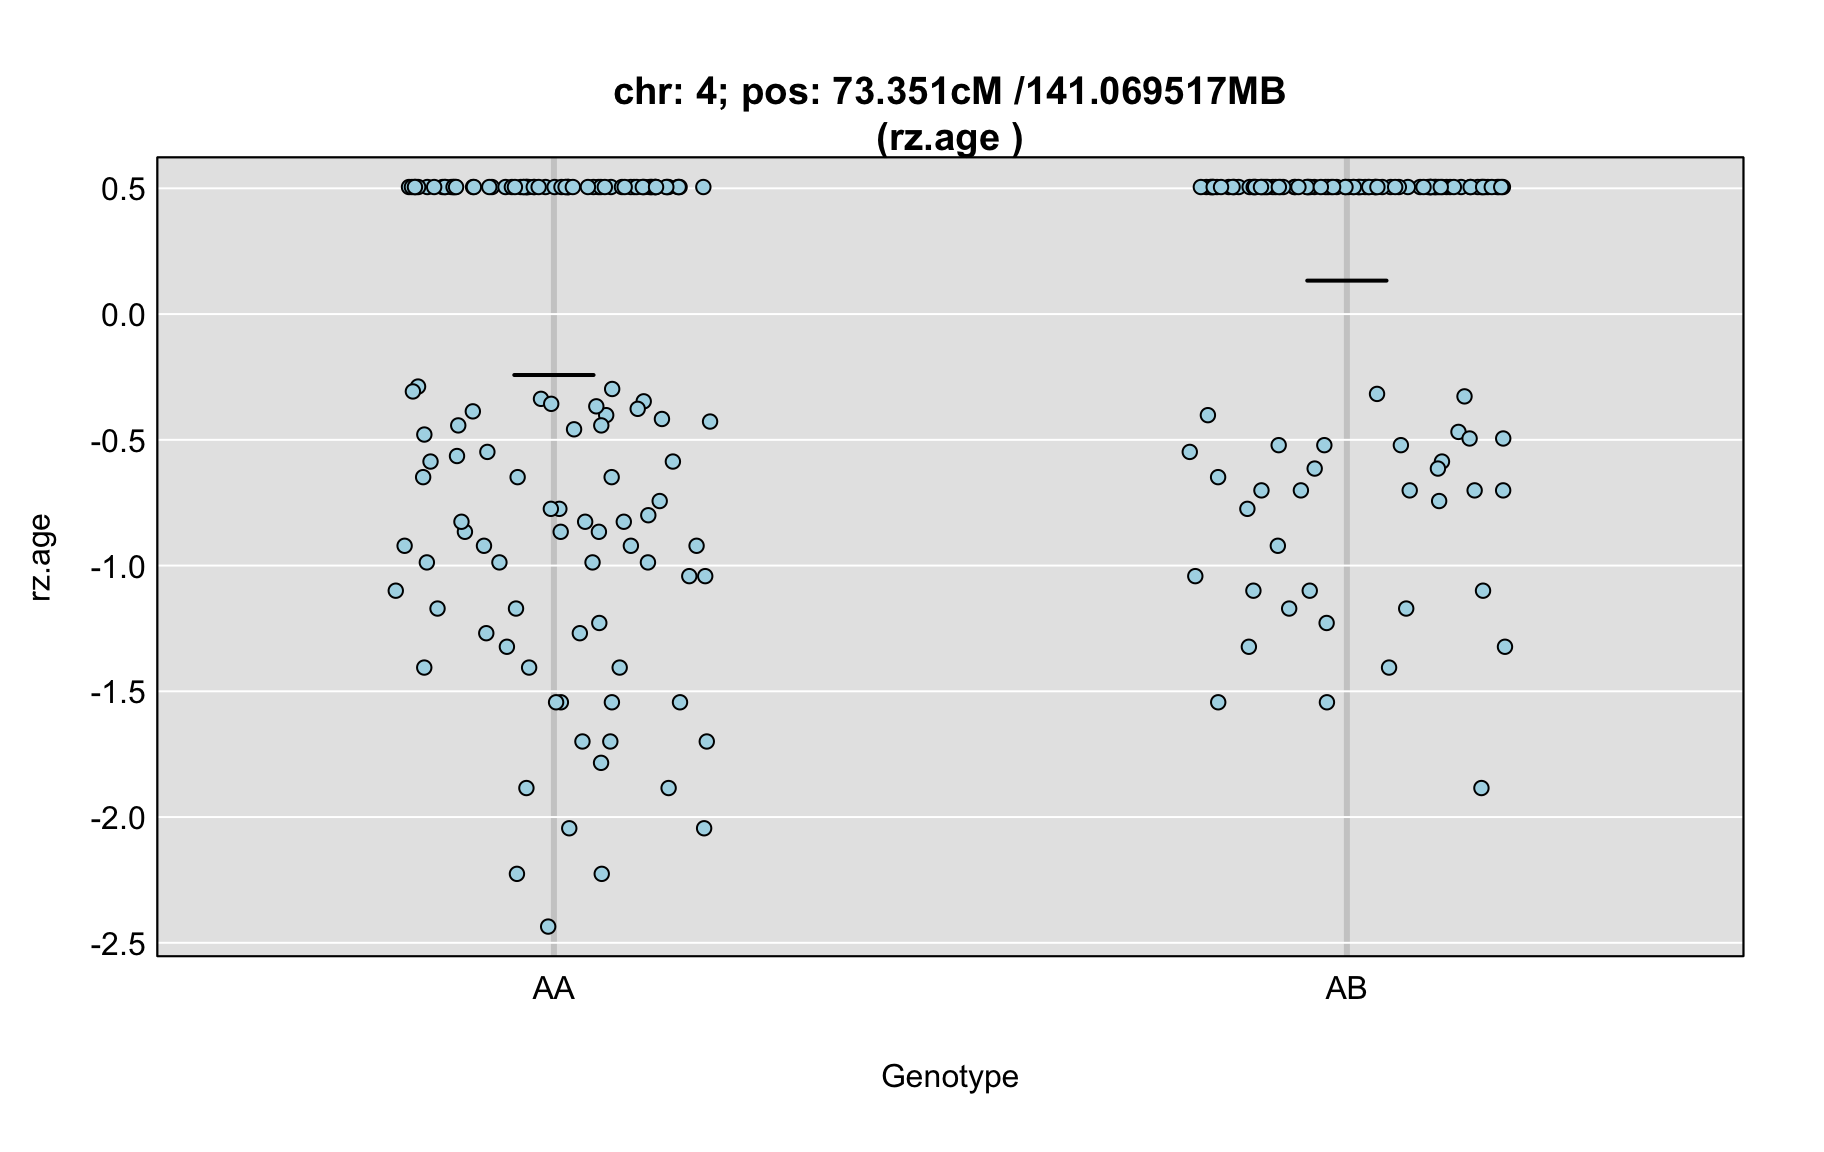 chr: 4; pos: 73.351cM /141.069517MB
(rz.age )
0.5
0.0
-0.5
-1.0
-1.5
-2.0
-2.5
rz.age
AA
AB
Genotype